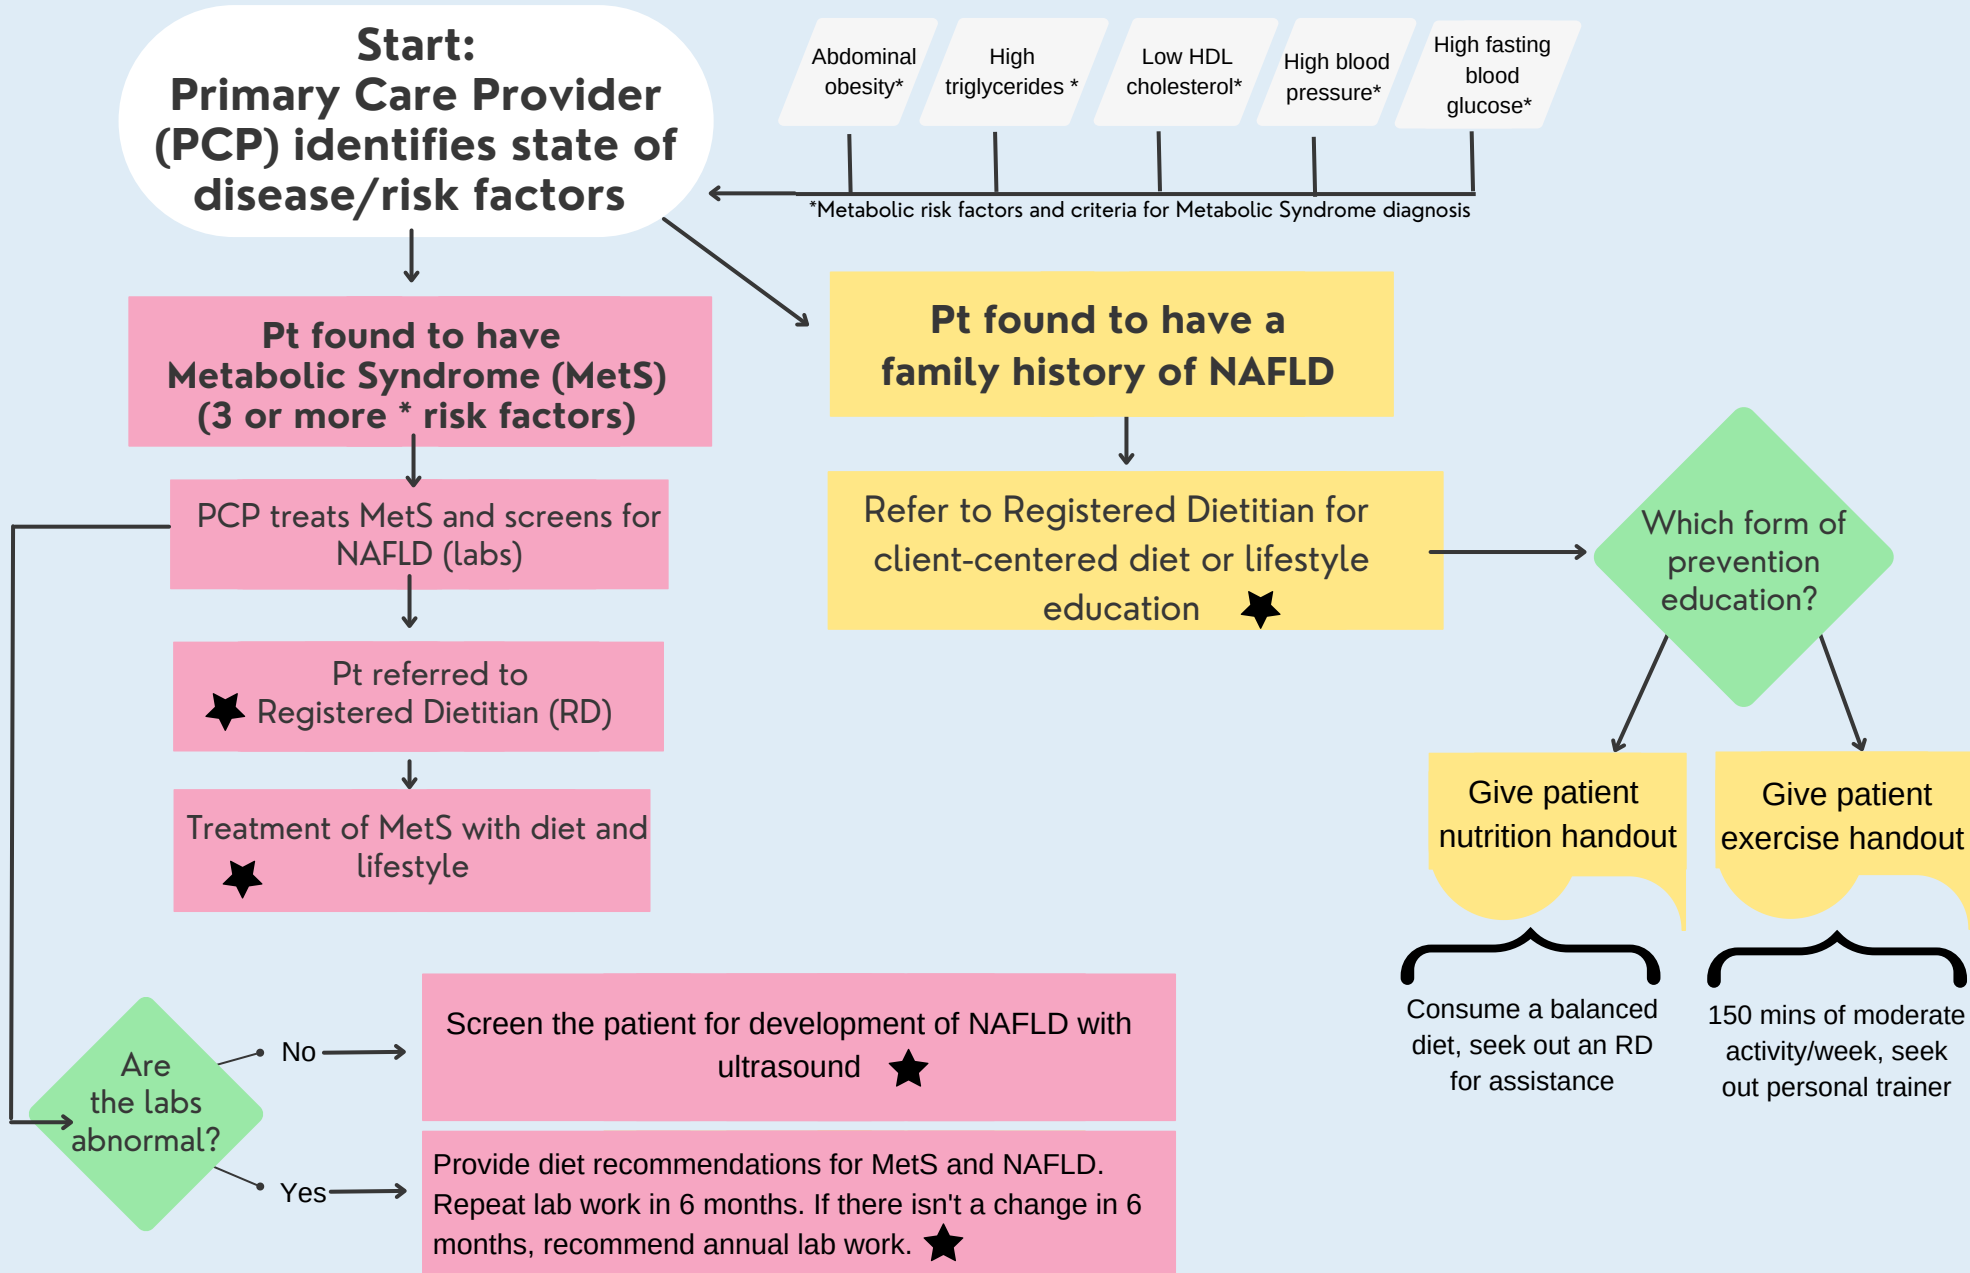 Start:
Primary Care Provider
(PCP) identifies state of
disease/risk factors
Abdominal
obesity*
High
triglycerides *
Low HDL
cholesterol*
High blood
pressure*
High fasting
blood
glucose*
*Metabolic risk factors and criteria for Metabolic Syndrome diagnosis
Pt found to have
Metabolic Syndrome (MetS)
(3 or more * risk factors)
PCP treats MetS and screens for
NAFLD (labs)
Pt referred to
Registered Dietitian (RD)
Treatment of MetS with diet and
lifestyle
Pt found to have a
family history of NAFLD
Refer to Registered Dietitian for
client-centered diet or lifestyle
education
Which form of
prevention
education?
Give patient
nutrition handout
Give patient
exercise handout
Consume a balanced
diet, seek out an RD
for assistance
150 mins of moderate
activity/week, seek
out personal trainer
Are
the labs
abnormal?
No
Screen the patient for development of NAFLD with
ultrasound
Yes
Provide diet recommendations for MetS and NAFLD.
Repeat lab work in 6 months. If there isn't a change in 6
months, recommend annual lab work.